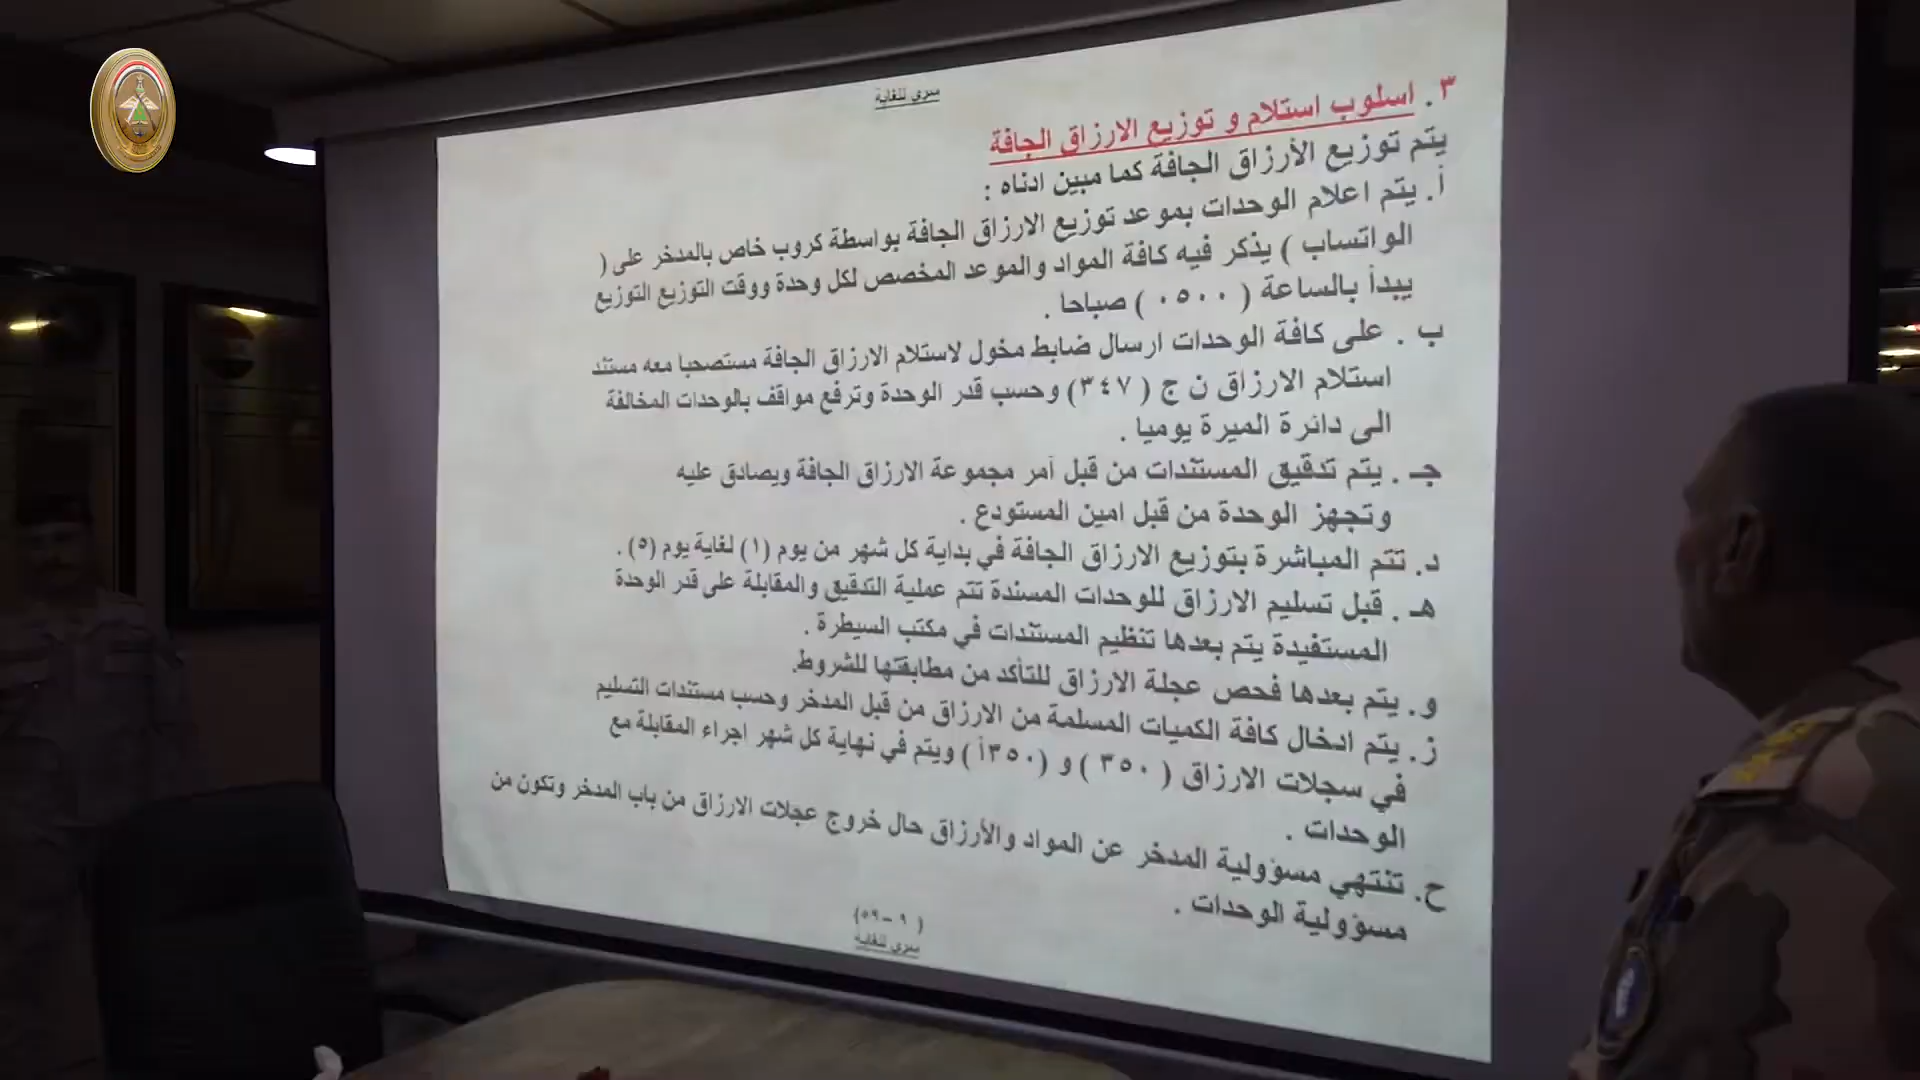 سري للغاية
٣. اسلوب استلام و توزيع الارزاق الجافة
يتم توزيع الأرزاق الجافة كما مبين ادناه :
أ. يتم اعلام الوحدات بموعد توزيع الارزاق الجافة بواسطة كروب خاص بالمدخر على (
الواتساب ) يذكر فيه كافة المواد والموعد المخصص لكل وحدة ووقت التوزيع التوزيع
يبدأ بالساعة ( ٠٥٠٠ ) صباحا .
ب . على كافة الوحدات ارسال ضابط مخول لاستلام الارزاق الجافة مستصحبا معه مستند
استلام الارزاق ن ج ( ٣٤٧) وحسب قدر الوحدة وترفع مواقف بالوحدات المخالفة
الى دائرة الميرة يوميا .
جـ . يتم تدقيق المستندات من قبل آمر مجموعة الارزاق الجافة ويصادق عليه
وتجهز الوحدة من قبل امين المستودع .
د. تتم المباشرة بتوزيع الارزاق الجافة في بداية كل شهر من يوم (١) لغاية يوم (٥) .
هـ . قبل تسليم الارزاق للوحدات المسندة تتم عملية التدقيق والمقابلة على قدر الوحدة
المستفيدة يتم بعدها تنظيم المستندات في مكتب السيطرة .
و. يتم بعدها فحص عجلة الارزاق للتأكد من مطابقتها للشروط.
ز. يتم ادخال كافة الكميات المسلمة من الارزاق من قبل المدخر وحسب مستندات التسليم
في سجلات الارزاق ( ٣٥٠ ) و (٣٥٠أ ) ويتم في نهاية كل شهر اجراء المقابلة مع
الوحدات .
ح. تنتهي مسؤولية المدخر عن المواد والأرزاق حال خروج عجلات الارزاق من باب المدخر وتكون من
مسؤولية الوحدات .
( ٩ – ٥٩)
سري للغاية